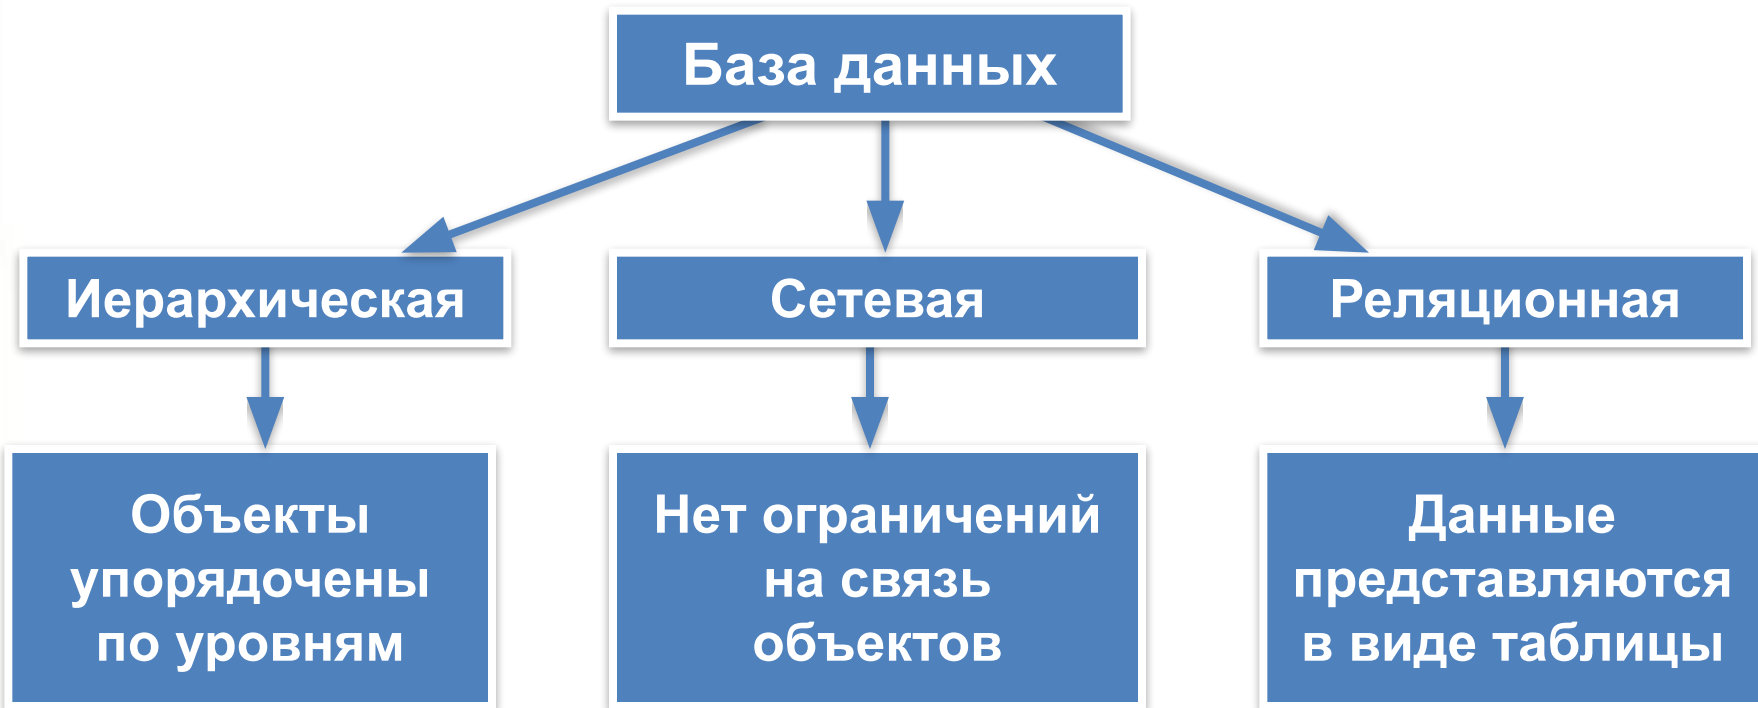 База данных
Иерархическая
Сетевая
Реляционная
Объекты
упорядочены
по уровням
Нет ограничений
на связь
объектов
Данные
представляются
в виде таблицы